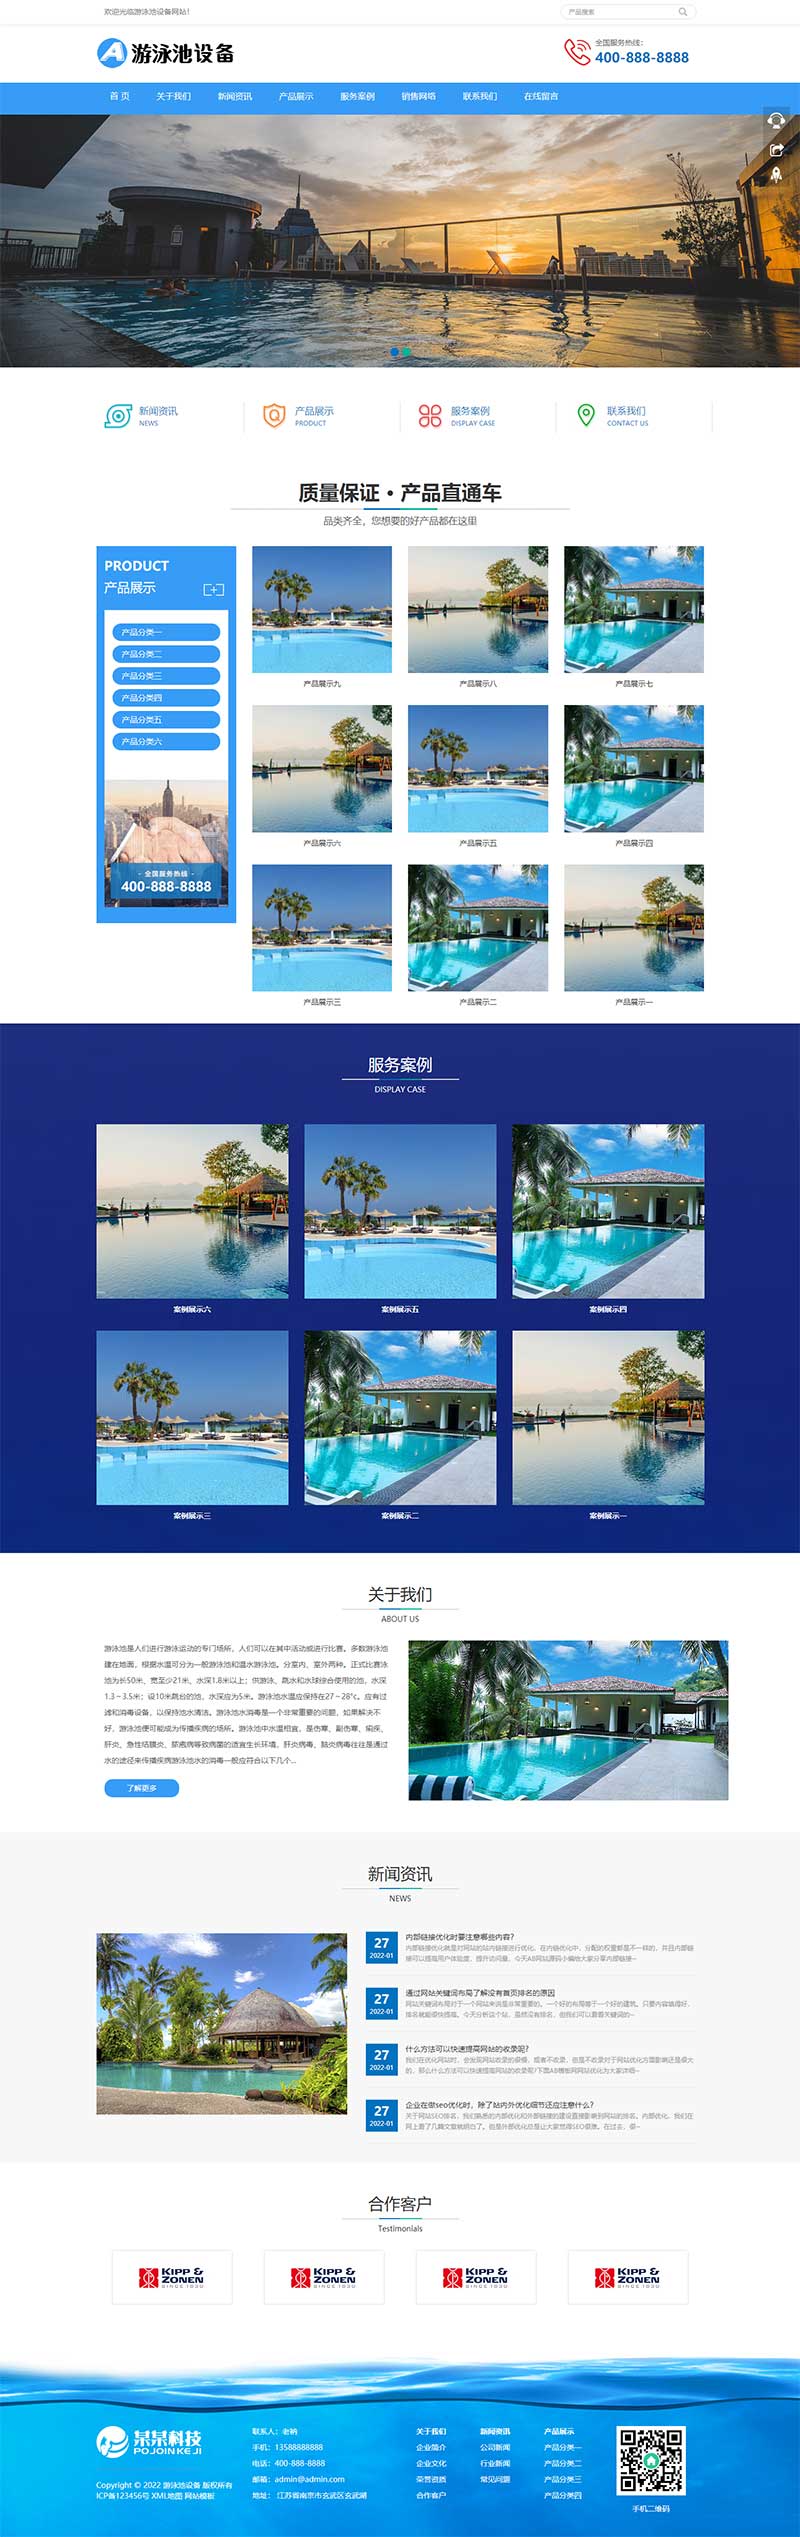 欢迎光临游泳池设备网站！
产品搜索
A 游泳池设备
全国服务热线：
400-888-8888
首 页 关于我们 新闻资讯 产品展示 服务案例 销售网络 联系我们 在线留言
新闻资讯
NEWS
产品展示
PRODUCT
服务案例
DISPLAY CASE
联系我们
CONTACT US
质量保证·产品直通车
品类齐全，您想要的好产品都在这里
PRODUCT
产品展示
产品分类一
产品分类二
产品分类三
产品分类四
产品分类五
产品分类六
- 全国服务热线 -
400-888-8888
产品展示九 产品展示八 产品展示七
产品展示六 产品展示五 产品展示四
产品展示三 产品展示二 产品展示一
服务案例
DISPLAY CASE
案例展示六 案例展示五 案例展示四
案例展示三 案例展示二 案例展示一
关于我们
ABOUT US
游泳池是人们进行游泳运动的专门场所，人们可以在其中活动或进行比赛。多数游泳池
建在地面，根据水温可分为一般游泳池和温水游泳池。分室内、室外两种。正式比赛泳
池为长50米、宽至少21米、水深1.8米以上；供游泳、跳水和水球综合使用的池，水深
1.3～3.5米；设10米跳台的池，水深应为5米。游泳池水温应保持在27～28°c。应有过
滤和消毒设备，以保持池水清洁。游泳池水消毒是一个非常重要的问题，如果解决不
好，游泳池便可能成为传播疾病的场所。游泳池中水温相宜，是伤寒、副伤寒、痢疾、
肝炎、急性结膜炎、脓疱病等致病菌的适宜生长环境，肝炎病毒、脑炎病毒往往是通过
水的途径来传播疾病游泳池水的消毒一般应符合以下几个...
了解更多
新闻资讯
NEWS
27
2022-01
内部链接优化时要注意哪些内容?
内部链接优化就是对网站的站内链接进行优化，在内链优化中，分配的权重都是不一样的，并且内部链
接可以提高用户体验度，提升访问量，今天AB网站源码小编给大家分享内部链接~
27
2022-01
通过网站关键词布局了解没有首页排名的原因
网站关键词布局对于一个网站来说是非常重要的。一个好的布局等于一个好的建筑。只要内容填得好，
排名就能很快提高。今天分析这个站，虽然没有排名，但我们可以看看关键词的~
27
2022-01
什么方法可以快速提高网站的收录呢?
我们在优化网站时，会发现网站收录的很慢，或者不收录，但是不收录对于网站优化方面影响还是很大
的，那么什么方法可以快速提高网站的收录呢?下面AB模板网网站优化为大家详细~
27
2022-01
企业在做seo优化时，除了站内外优化细节还应注意什么?
关于网站SEO排名，我们熟悉的内部优化和外部链接的建设直接影响到网站的排名。内部优化，我们在
网上看了几篇文章就明白了。但是外部优化总是让大家觉得SEO很难。在过去，很~
合作客户
Testimonials
KIPP & ZONEN SINCE 1830
KIPP & ZONEN SINCE 1830
KIPP & ZONEN SINCE 1830
KIPP & ZONEN SINCE 1830
某某科技
POJOINKEJI
Copyright © 2022 游泳池设备 版权所有
ICP备123456号 XML地图 网站模板
联系人：老衲
手机：13588888888
电话：400-888-8888
邮箱：admin@admin.com
地址：江苏省南京市玄武区玄武湖
关于我们
企业简介
企业文化
荣誉资质
合作客户
新闻资讯
公司新闻
行业新闻
常见问题
产品展示
产品分类一
产品分类二
产品分类三
产品分类四
手机二维码